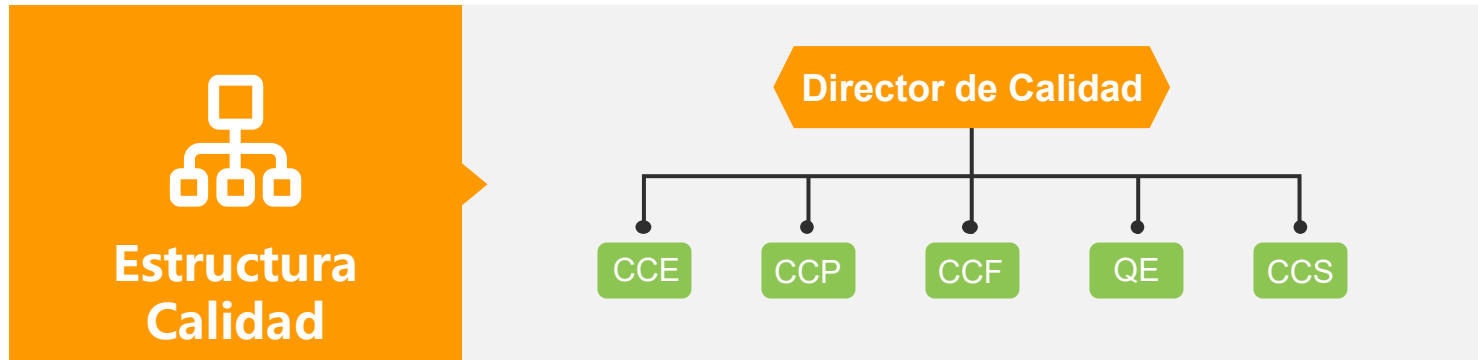 Estructura
Calidad
Director de Calidad
CCE
CCP
CCF
QE
CCS